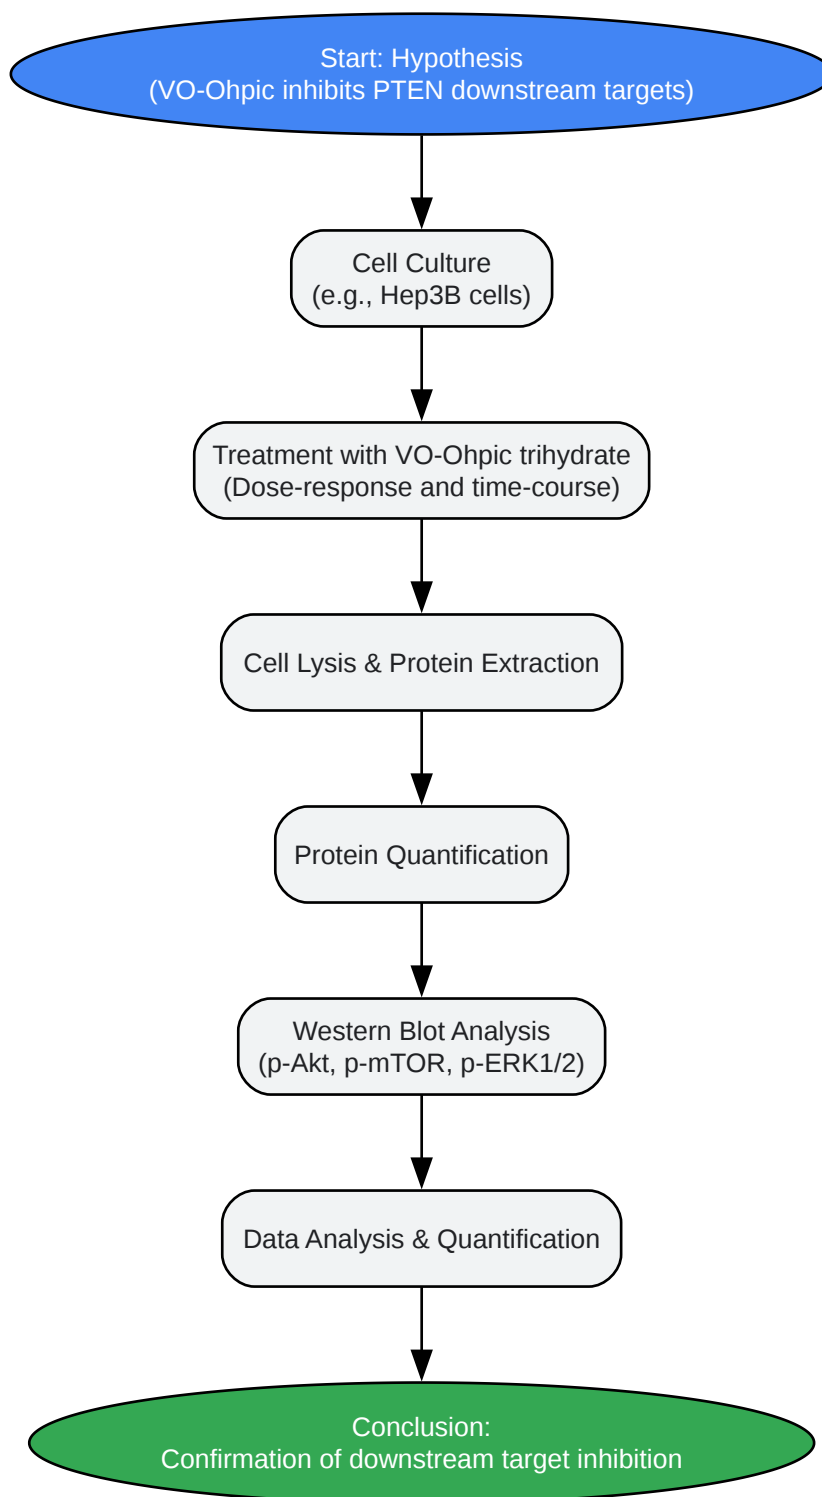 Start: Hypothesis
(VO-Ohpic inhibits PTEN downstream targets)
Cell Culture
(e.g., Hep3B cells)
Treatment with VO-Ohpic trihydrate
(Dose-response and time-course)
Cell Lysis & Protein Extraction
Protein Quantification
Western Blot Analysis
(p-Akt, p-mTOR, p-ERK1/2)
Data Analysis & Quantification
Conclusion:
Confirmation of downstream target inhibition